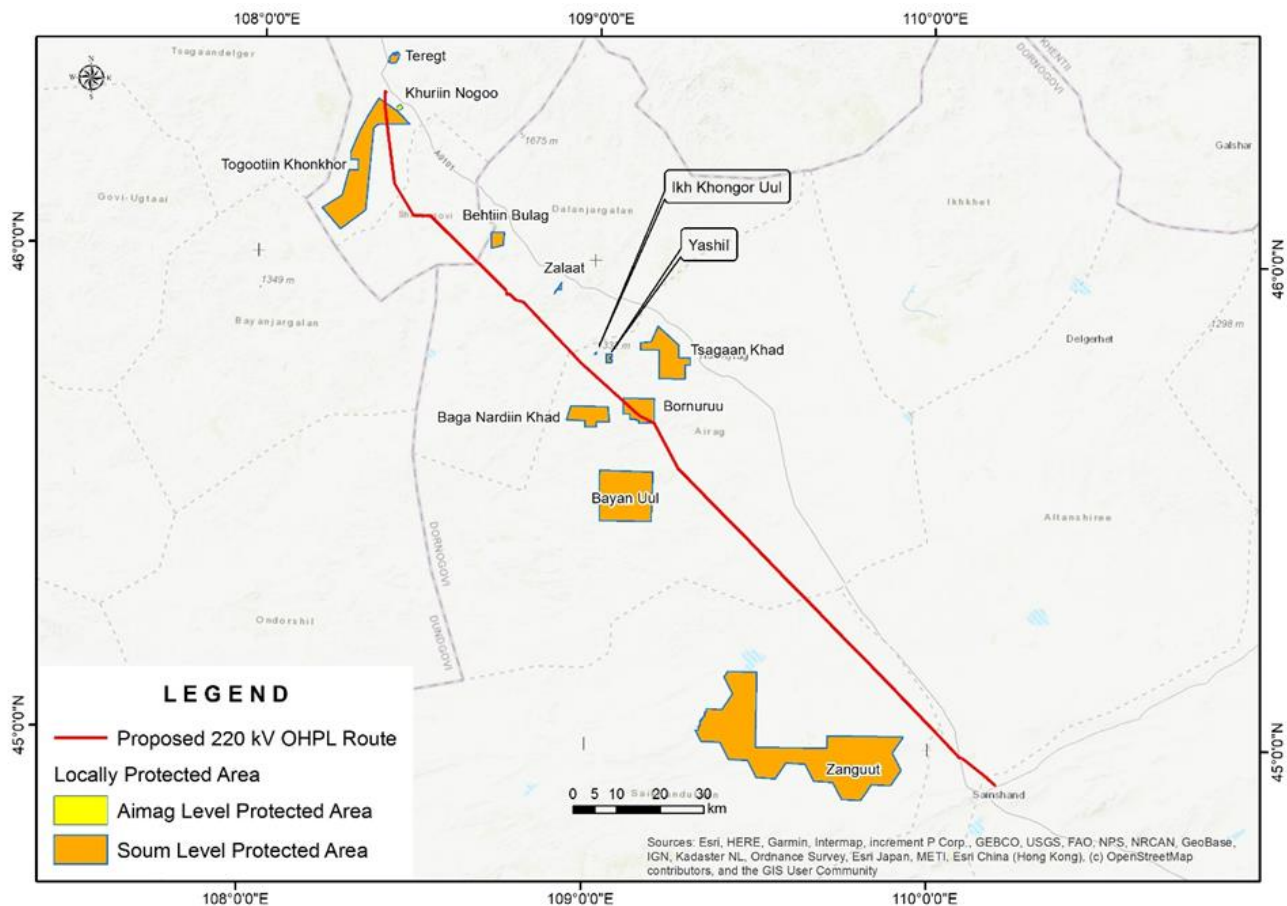 108°0'0"E
109°0'0"E
110°0'0"E
Tsagaandelger
Teregt
KHENTII
DORNOGOVI
N
W
S
Khuriin Nogoo
1675 m
Galshar
Togootiin Khonkhor
A0101
Ikh Khongor Uul
Govi-Ugtaal
Behtiin Bulag
Dalanjargalan
Ikhkhet
46°0'0"N
Yashil
46°0'0"N
Zalaat
1349 m
Bayanjargalan
1298 m
Delgerhet
Tsagaan Khad
Baga Nardiin Khad
Bornuruu
Airag
Bayan Uul
Altanshiree
DORNOGOVI
DUNDGOVI
Ondorshil
LEGEND
Proposed 220 kV OHPL Route
Locally Protected Area
Aimag Level Protected Area
Soum Level Protected Area
45°0'0"N
45°0'0"N
Zanguut
Sainshand
0 5 10 20 30
km
Sources: Esri, HERE, Garmin, Intermap, increment P Corp., GEBCO, USGS, FAO, NPS, NRCAN, GeoBase,
IGN, Kadaster NL, Ordnance Survey, Esri Japan, METI, Esri China (Hong Kong), (c) OpenStreetMap
contributors, and the GIS User Community
108°0'0"E
109°0'0"E
110°0'0"E